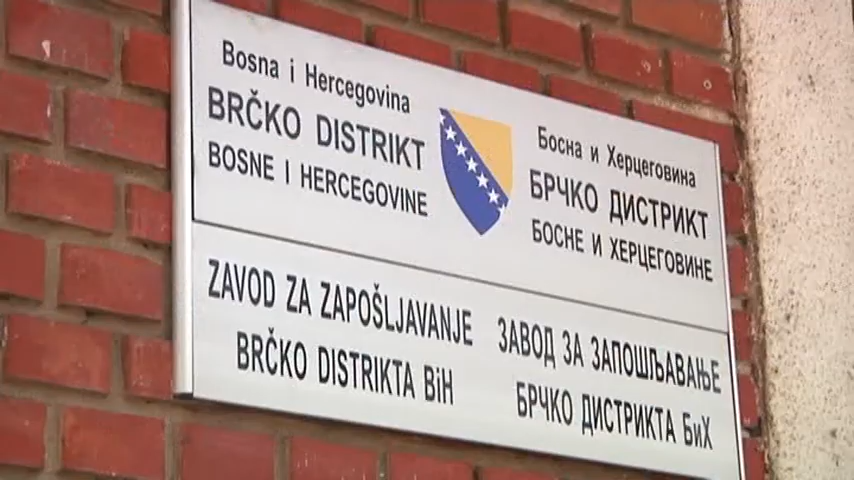 Bosna i Hercegovina
BRČKO DISTRIKT
BOSNE I HERCEGOVINE
Босна и Херцеговина
БРЧКО ДИСТРИКТ
БОСНЕ И ХЕРЦЕГОВИНЕ
ZAVOD ZA ZAPOŠLJAVANJE
BRČKO DISTRIKTA BiH
ЗАВОД ЗА ЗАПОШЉАВАЊЕ
БРЧКО ДИСТРИКТА БиХ